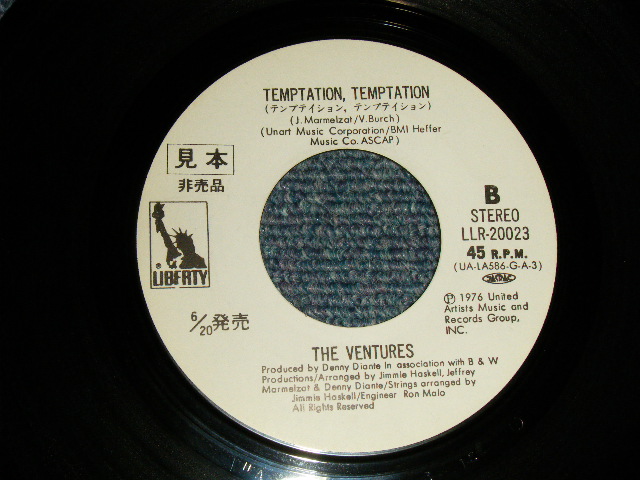 TEMPTATION, TEMPTATION
(テンプテイション, テンプテイション)
(J. Marmelzat/V. Burch)
(Unart Music Corporation/BMI Heffer
Music Co. ASCAP)
見本
非売品
LIBERTY
6/20発売
B
STEREO
LLR-20023
45 R.P.M.
(UA-LA586-G-A-3)
Ⓟ 1976 United
Artists Music and
Records Group,
INC.
THE VENTURES
Produced by Denny Diante In association with B & W
Productions/Arranged by Jimmie Haskell, Jeffrey
Marmelzat & Denny Diante/Strings arranged by
Jimmie Haskell/Engineer Ron Malo
All Rights Reserved